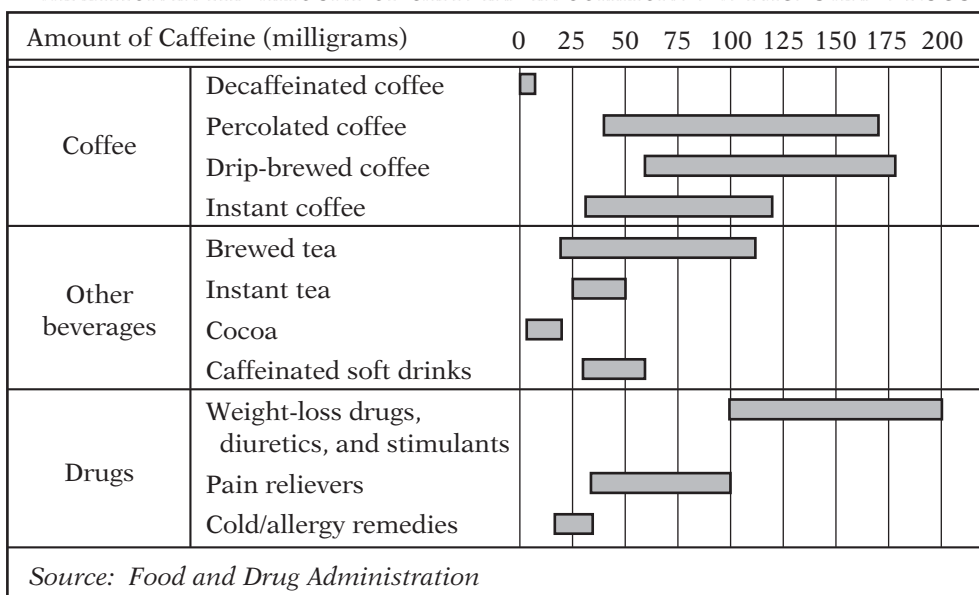 Amount of Caffeine (milligrams) 0 25 50 75 100 125 150 175 200
Coffee
Decaffeinated coffee
Percolated coffee
Drip-brewed coffee
Instant coffee
Other
beverages
Brewed tea
Instant tea
Cocoa
Caffeinated soft drinks
Drugs
Weight-loss drugs,
diuretics, and stimulants
Pain relievers
Cold/allergy remedies
Source: Food and Drug Administration